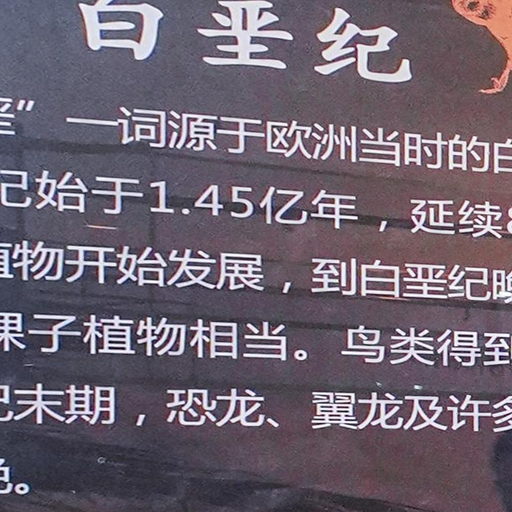 白垩纪
垩”一词源于欧洲当时的白
纪始于1.45亿年，延续8
植物开始发展，到白垩纪晚
果子植物相当。鸟类得到
纪末期，恐龙、翼龙及许多
绝。